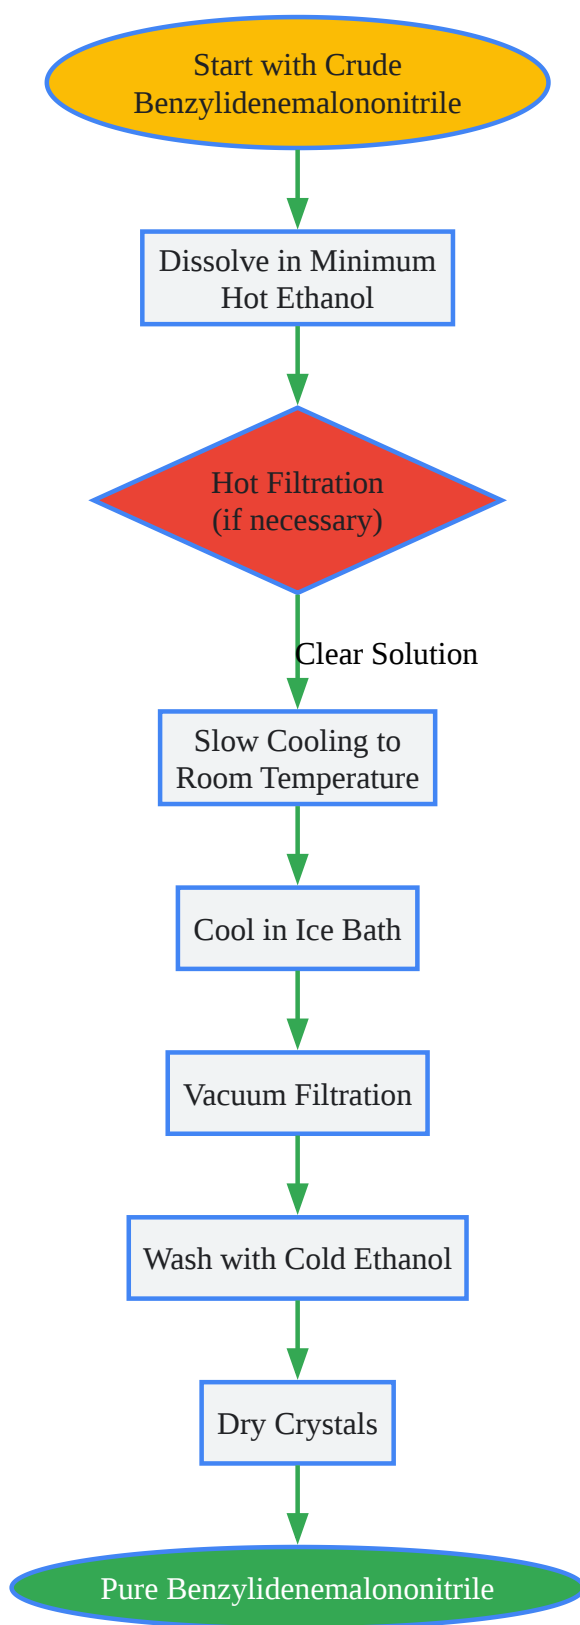 Start with Crude
Benzylidenemalononitrile
Dissolve in Minimum
Hot Ethanol
Hot Filtration
(if necessary)
Clear Solution
Slow Cooling to
Room Temperature
Cool in Ice Bath
Vacuum Filtration
Wash with Cold Ethanol
Dry Crystals
Pure Benzylidenemalononitrile